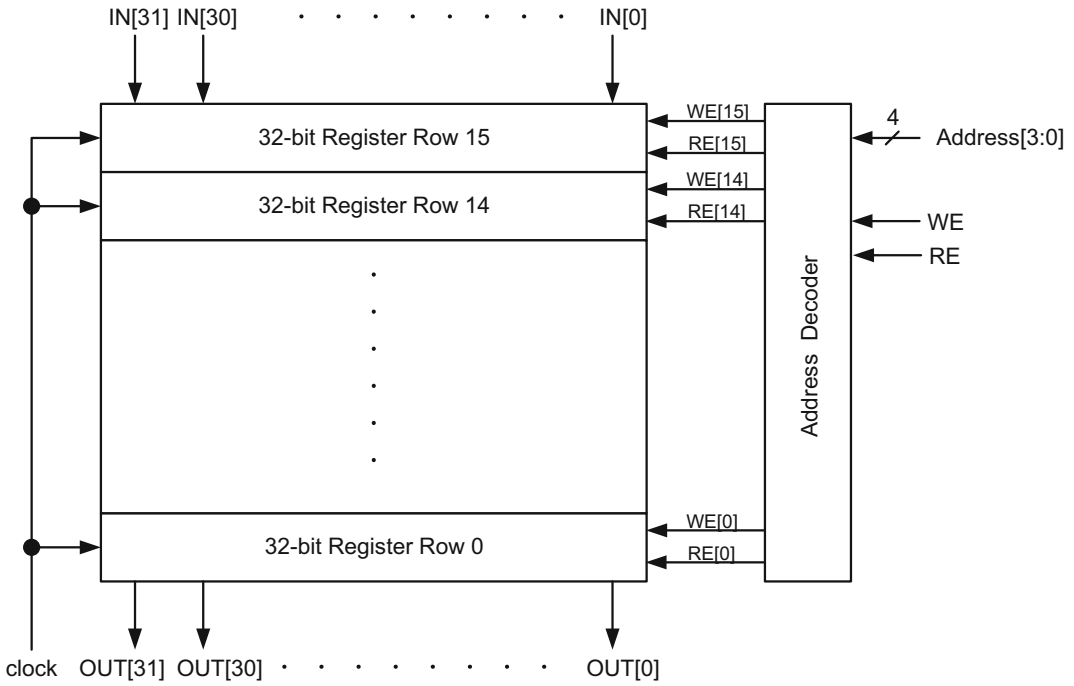 IN[31] IN[30] IN[0]
32-bit Register Row 15
WE[15]
RE[15]
4
Address[3:0]
32-bit Register Row 14
WE[14]
RE[14]
WE
RE
Address Decoder
32-bit Register Row 0
WE[0]
RE[0]
clock OUT[31] OUT[30] OUT[0]